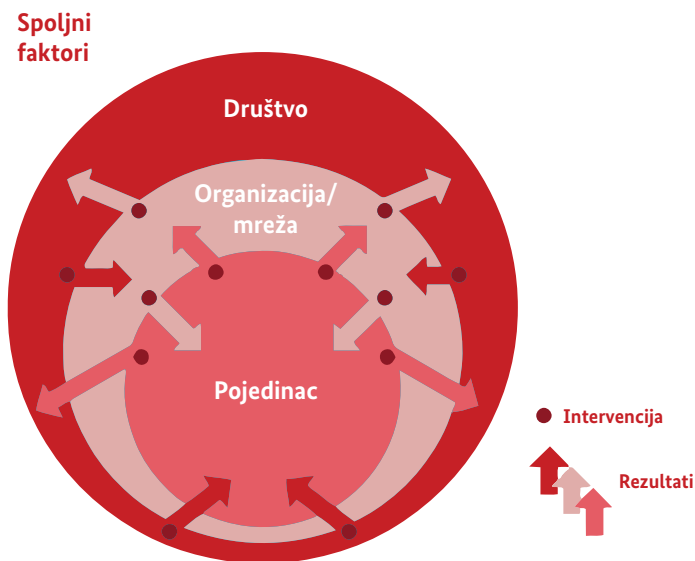 Spoljni
faktori
Društvo
Organizacija/
mreža
Pojedinac
Intervencija
Rezultati